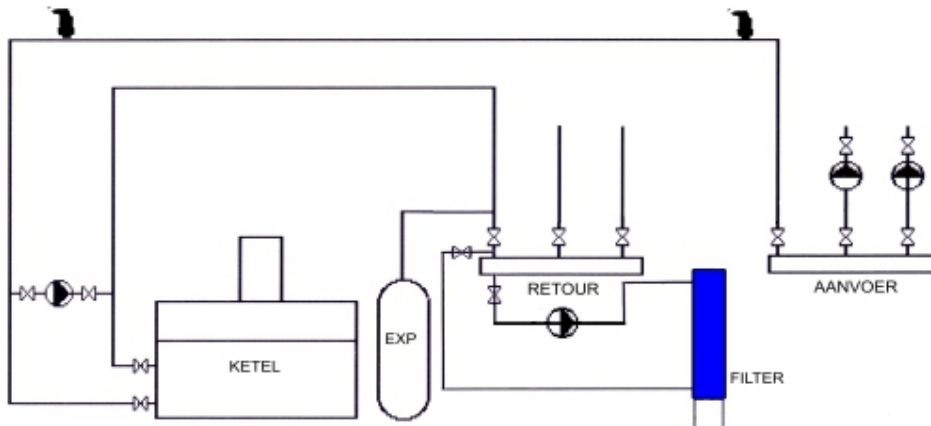 RETOUR
AANVOER
EXP
KETEL
FILTER